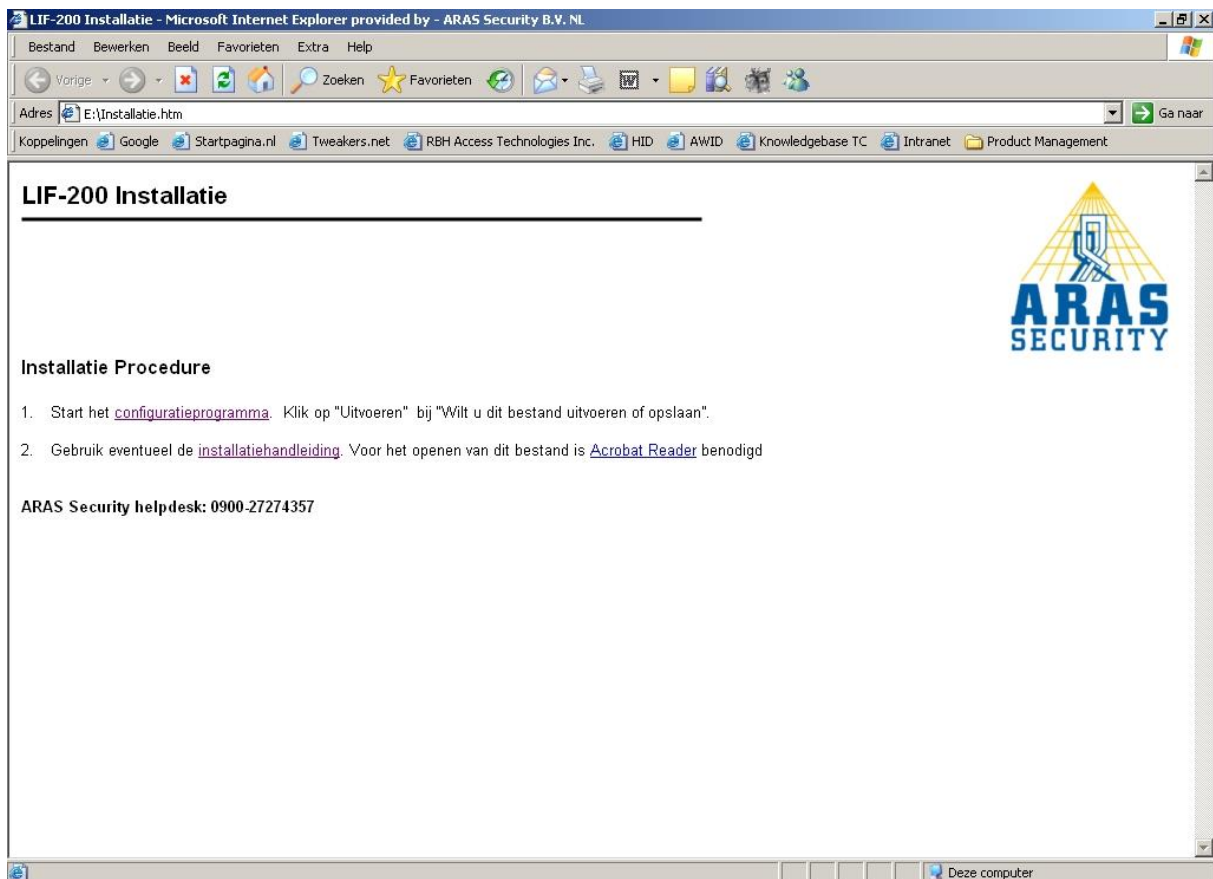 LIF-200 Installatie - Microsoft Internet Explorer provided by - ARAS Security B.V. NL
Bestand Bewerken Beeld Favorieten Extra Help
Vorige Zoeken Favorieten
Adres E:\Installatie.htm Ga naar
Koppelingen Google Startpagina.nl Tweakers.net RBH Access Technologies Inc. HID AWID Knowledgebase TC Intranet Product Management
LIF-200 Installatie
ARAS
SECURITY
Installatie Procedure
1. Start het configuratieprogramma. Klik op "Uitvoeren" bij "Wilt u dit bestand uitvoeren of opslaan".
2. Gebruik eventueel de installatiehandleiding. Voor het openen van dit bestand is Acrobat Reader benodigd
ARAS Security helpdesk: 0900-27274357
Deze computer